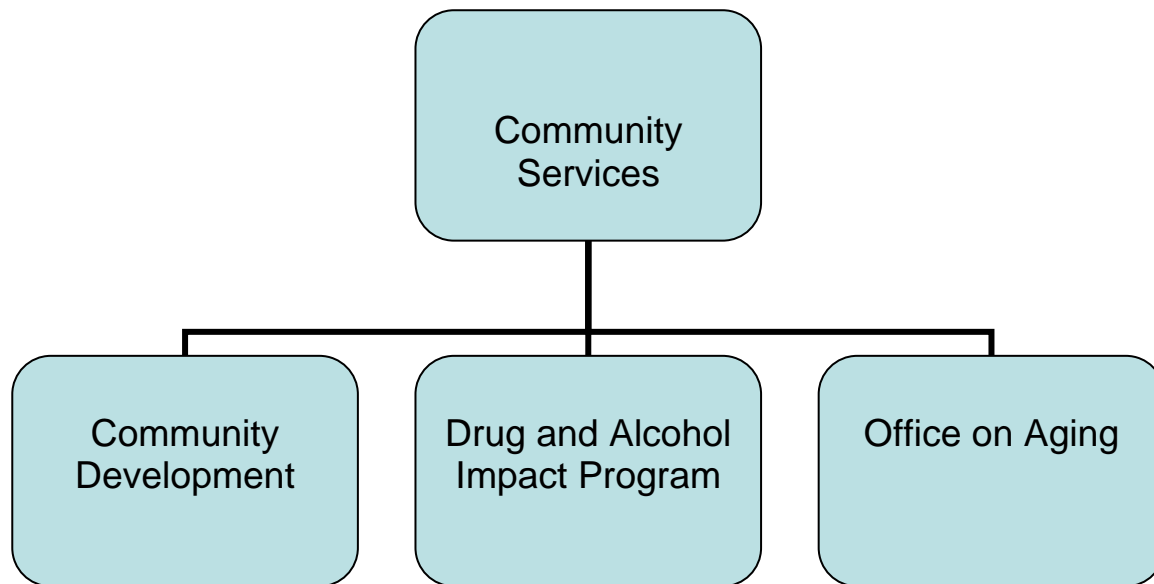 Community
Services
Community
Development
Drug and Alcohol
Impact Program
Office on Aging